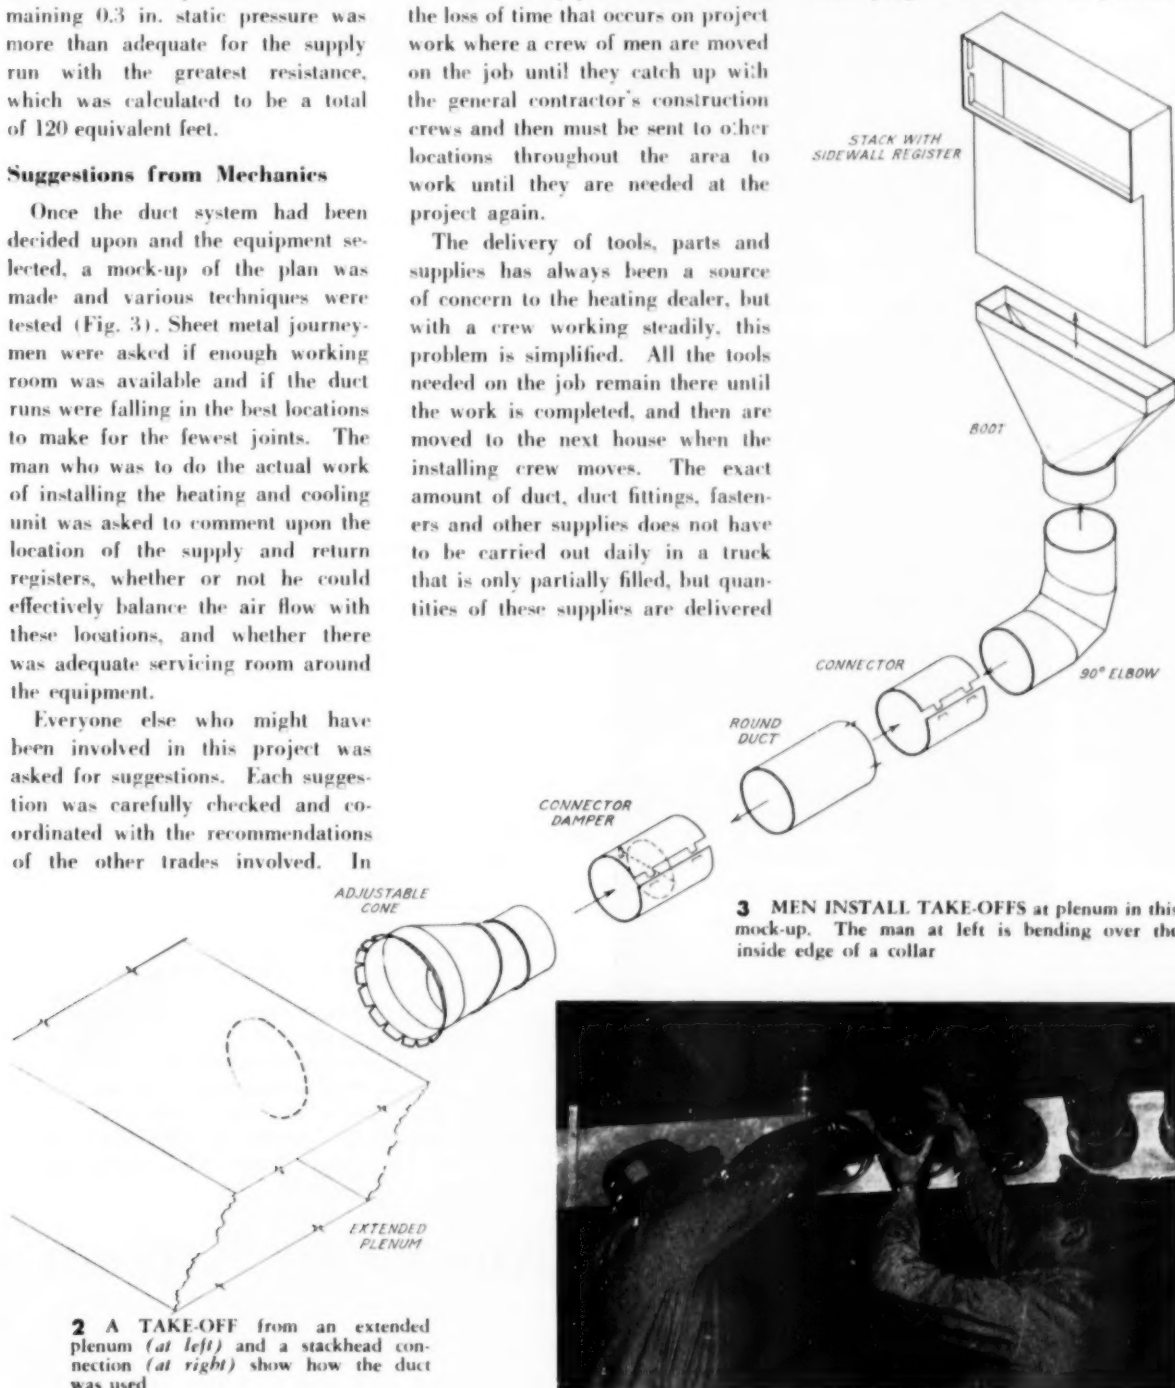 maining 0.3 in. static pressure was
more than adequate for the supply
run with the greatest resistance,
which was calculated to be a total
of 120 equivalent feet.
Suggestions from Mechanics
Once the duct system had been
decided upon and the equipment se-
lected, a mock-up of the plan was
made and various techniques were
tested (Fig. 3). Sheet metal journey-
men were asked if enough working
room was available and if the duct
runs were falling in the best locations
to make for the fewest joints. The
man who was to do the actual work
of installing the heating and cooling
unit was asked to comment upon the
location of the supply and return
registers, whether or not he could
effectively balance the air flow with
these locations, and whether there
was adequate servicing room around
the equipment.
Everyone else who might have
been involved in this project was
asked for suggestions. Each sugges-
tion was carefully checked and co-
ordinated with the recommendations
of the other trades involved. In
the loss of time that occurs on project
work where a crew of men are moved
on the job until they catch up with
the general contractor's construction
crews and then must be sent to other
locations throughout the area to
work until they are needed at the
project again.
The delivery of tools, parts and
supplies has always been a source
of concern to the heating dealer, but
with a crew working steadily, this
problem is simplified. All the tools
needed on the job remain there until
the work is completed, and then are
moved to the next house when the
installing crew moves. The exact
amount of duct, duct fittings, fasten-
ers and other supplies does not have
to be carried out daily in a truck
that is only partially filled, but quan-
tities of these supplies are delivered
STACK WITH
SIDEWALL REGISTER
BOOT
90° ELBOW
CONNECTOR
ROUND
DUCT
CONNECTOR
DAMPER
ADJUSTABLE
CONE
EXTENDED
PLENUM
3 MEN INSTALL TAKE-OFFS at plenum in this
mock-up. The man at left is bending over the
inside edge of a collar
2 A TAKE-OFF from an extended
plenum (at left) and a stackhead con-
nection (at right) show how the duct
was used